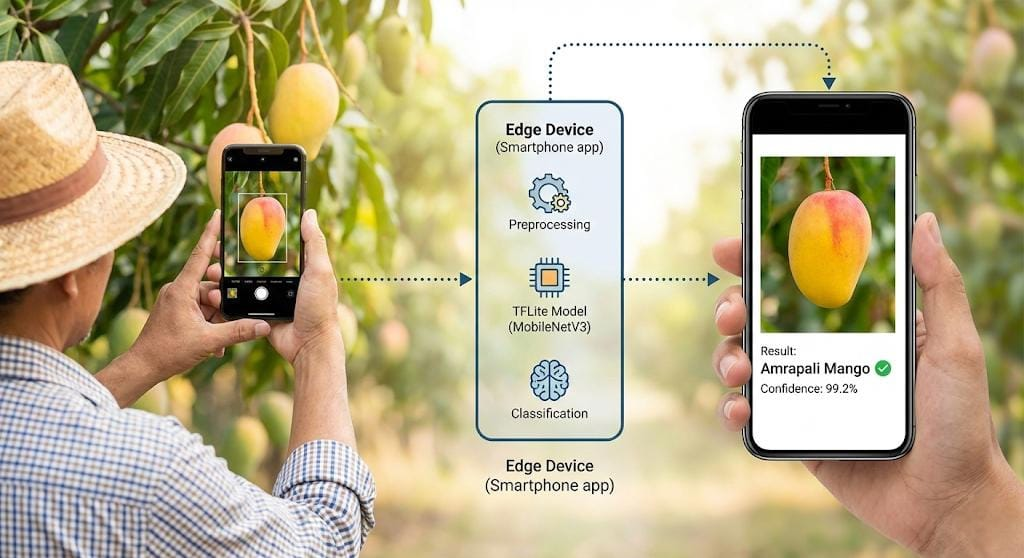 Edge Device
(Smartphone app)
Preprocessing
TFLite Model
(MobileNetV3)
Classification
Edge Device
(Smartphone app)
Result:
Amrapali Mango
Confidence: 99.2%